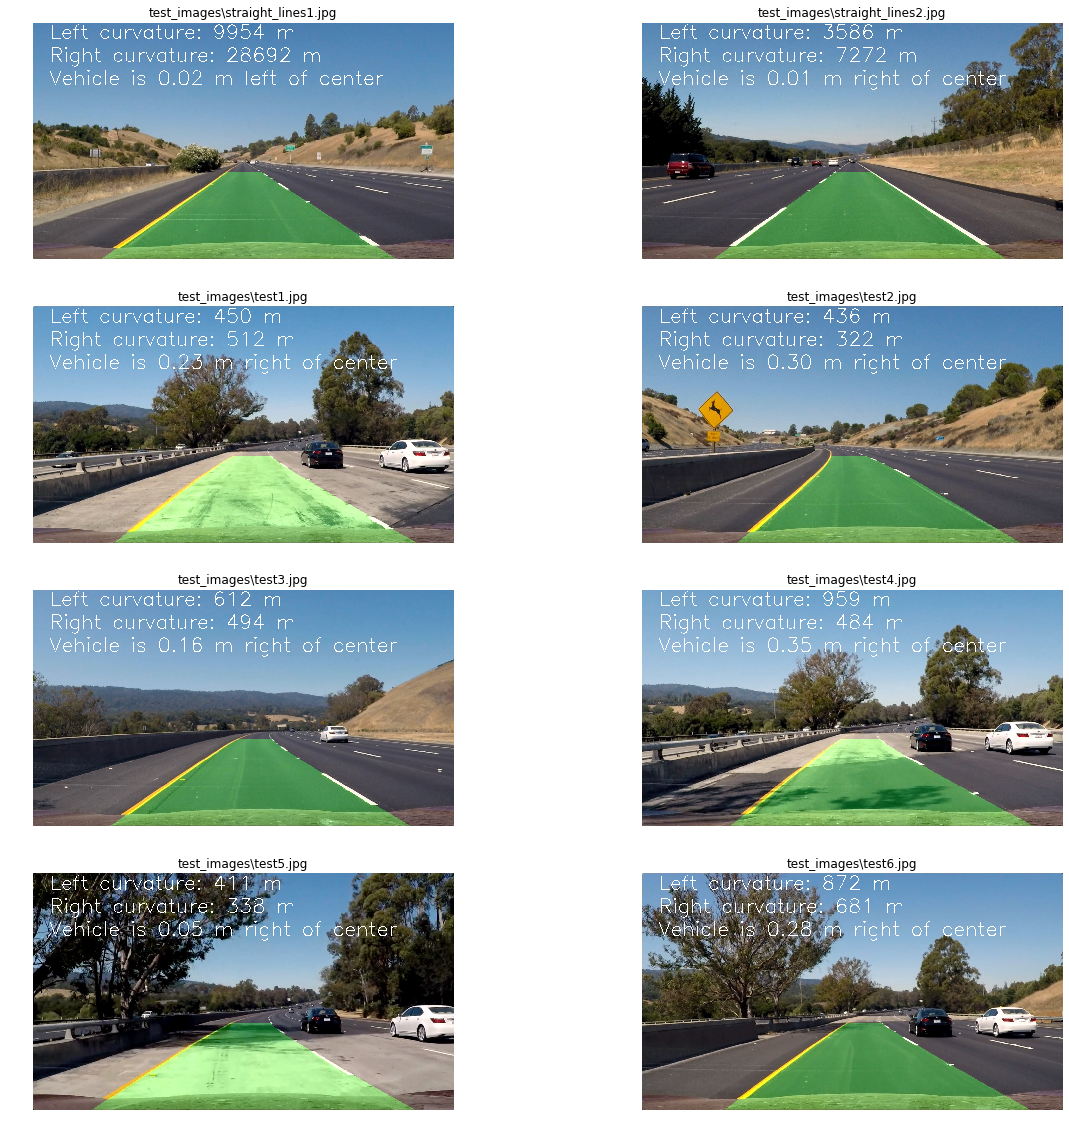 test_images\straight_lines1.jpg
Left curvature: 9954 m
Right curvature: 28692 m
Vehicle is 0.02 m left of center
test_images\straight_lines2.jpg
Left curvature: 3586 m
Right curvature: 7272 m
Vehicle is 0.01 m right of center
test_images\test1.jpg
Left curvature: 450 m
Right curvature: 512 m
Vehicle is 0.23 m right of center
test_images\test2.jpg
Left curvature: 436 m
Right curvature: 322 m
Vehicle is 0.30 m right of center
test_images\test3.jpg
Left curvature: 612 m
Right curvature: 494 m
Vehicle is 0.16 m right of center
test_images\test4.jpg
Left curvature: 959 m
Right curvature: 484 m
Vehicle is 0.35 m right of center
test_images\test5.jpg
Left curvature: 411 m
Right curvature: 338 m
Vehicle is 0.05 m right of center
test_images\test6.jpg
Left curvature: 872 m
Right curvature: 681 m
Vehicle is 0.28 m right of center